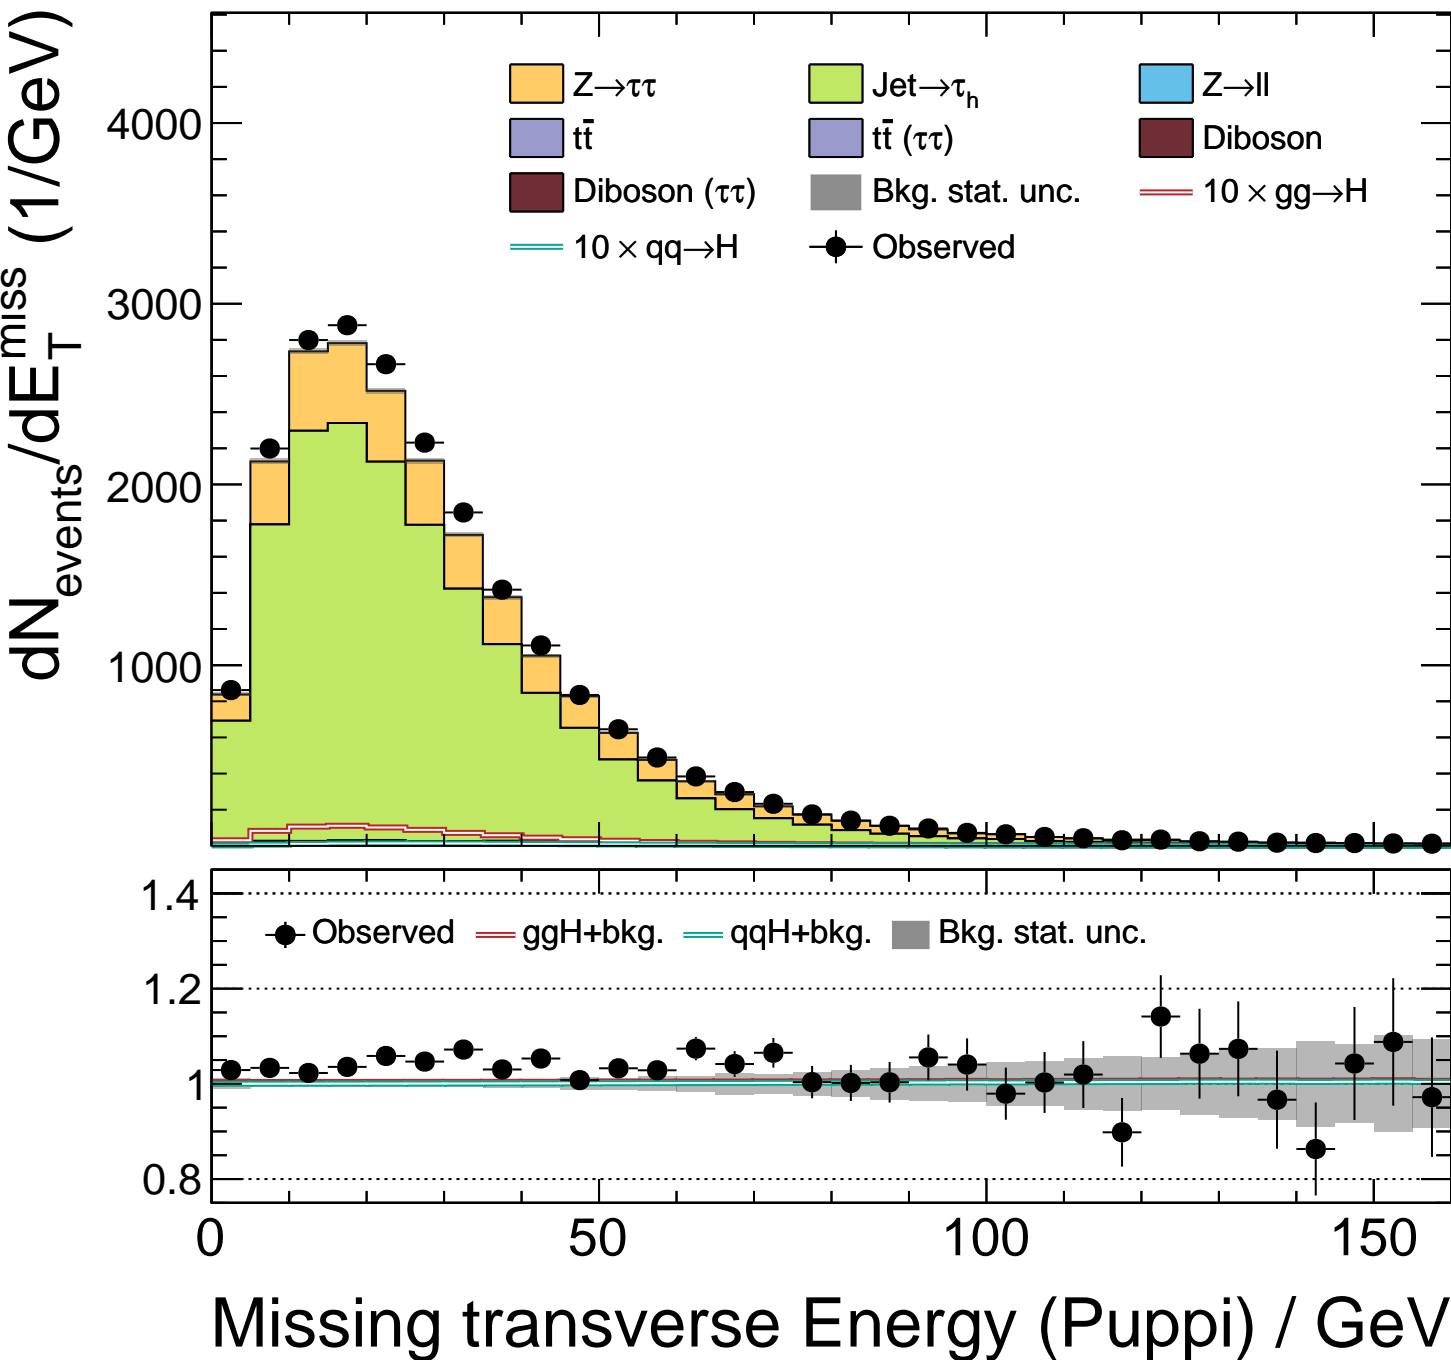 dN_events/dE_T^miss (1/GeV)
Z→ττ Jet→τ_h Z→ll
tt̄ tt̄ (ττ) Diboson
Diboson (ττ) Bkg. stat. unc. 10 × gg→H
10 × qq→H Observed
4000
3000
2000
1000
Observed ggH+bkg. qqH+bkg. Bkg. stat. unc.
1.4
1.2
1
0.8
0 50 100 150
Missing transverse Energy (Puppi) / GeV